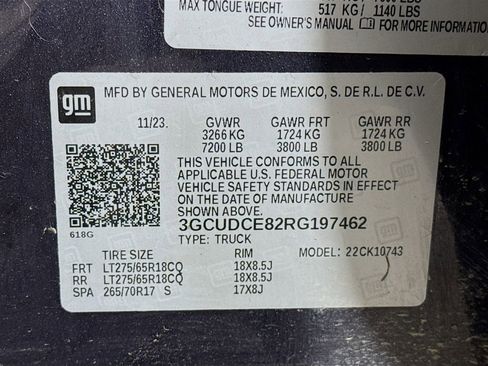 MAX TONGUE WEIGHT: 517 KG / 1140 LBS
SEE OWNER'S MANUAL FOR MORE INFORMATION
gm
MFD BY GENERAL MOTORS DE MEXICO, S. DE R.L. DE C.V.
11/23. GVWR GAWR FRT GAWR RR
3266 KG 1724 KG 1724 KG
7200 LB 3800 LB 3800 LB
THIS VEHICLE CONFORMS TO ALL
APPLICABLE U.S. FEDERAL MOTOR
VEHICLE SAFETY STANDARDS IN EFFECT
ON THE DATE OF MANUFACTURE
SHOWN ABOVE.
3GCUDCE82RG197462
618G TYPE: TRUCK
TIRE SIZE RIM MODEL: 22CK10743
FRT LT275/65R18CQ 18X8.5J
RR LT275/65R18CQ 18X8.5J
SPA 265/70R17 S 17X8J